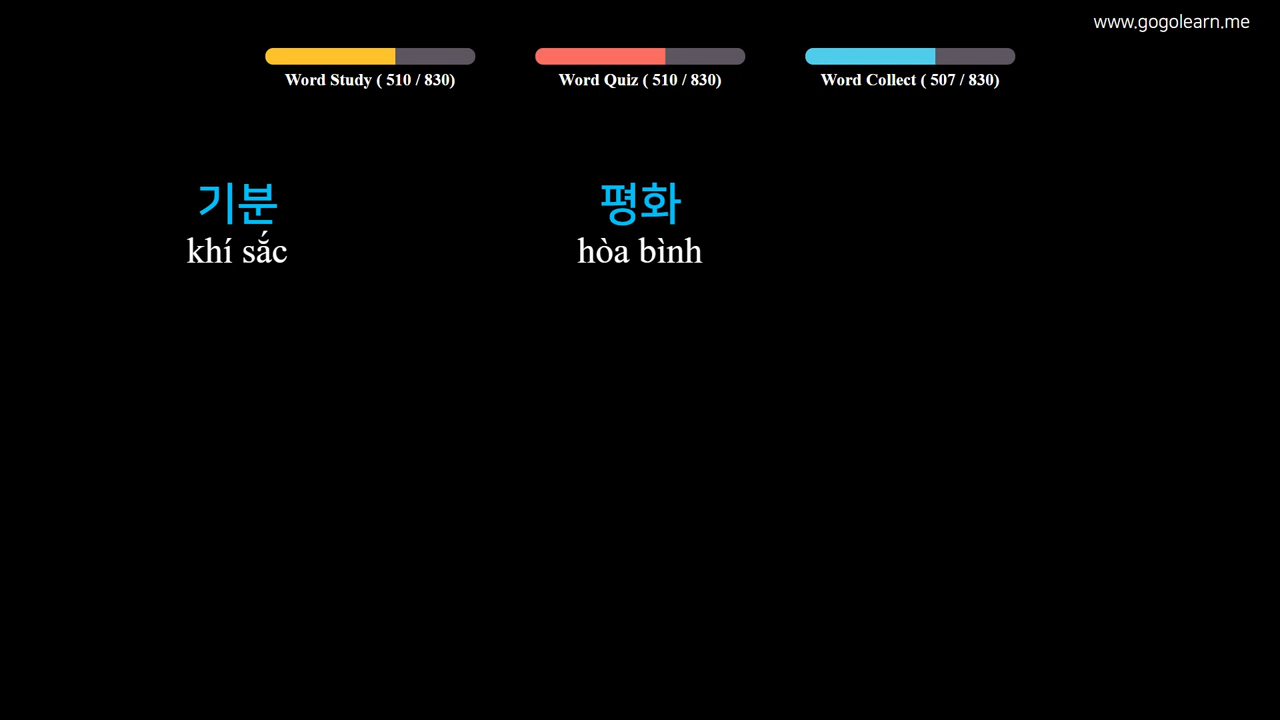 www.gogolearn.me
Word Study ( 510 / 830)
Word Quiz ( 510 / 830)
Word Collect ( 507 / 830)
기분
khí sắc
평화
hòa bình